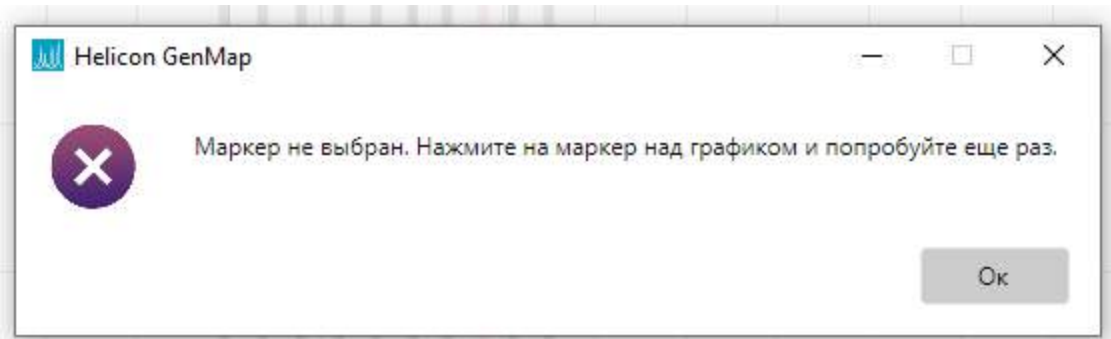 Helicon GenMap
Маркер не выбран. Нажмите на маркер над графиком и попробуйте еще раз.
Ок